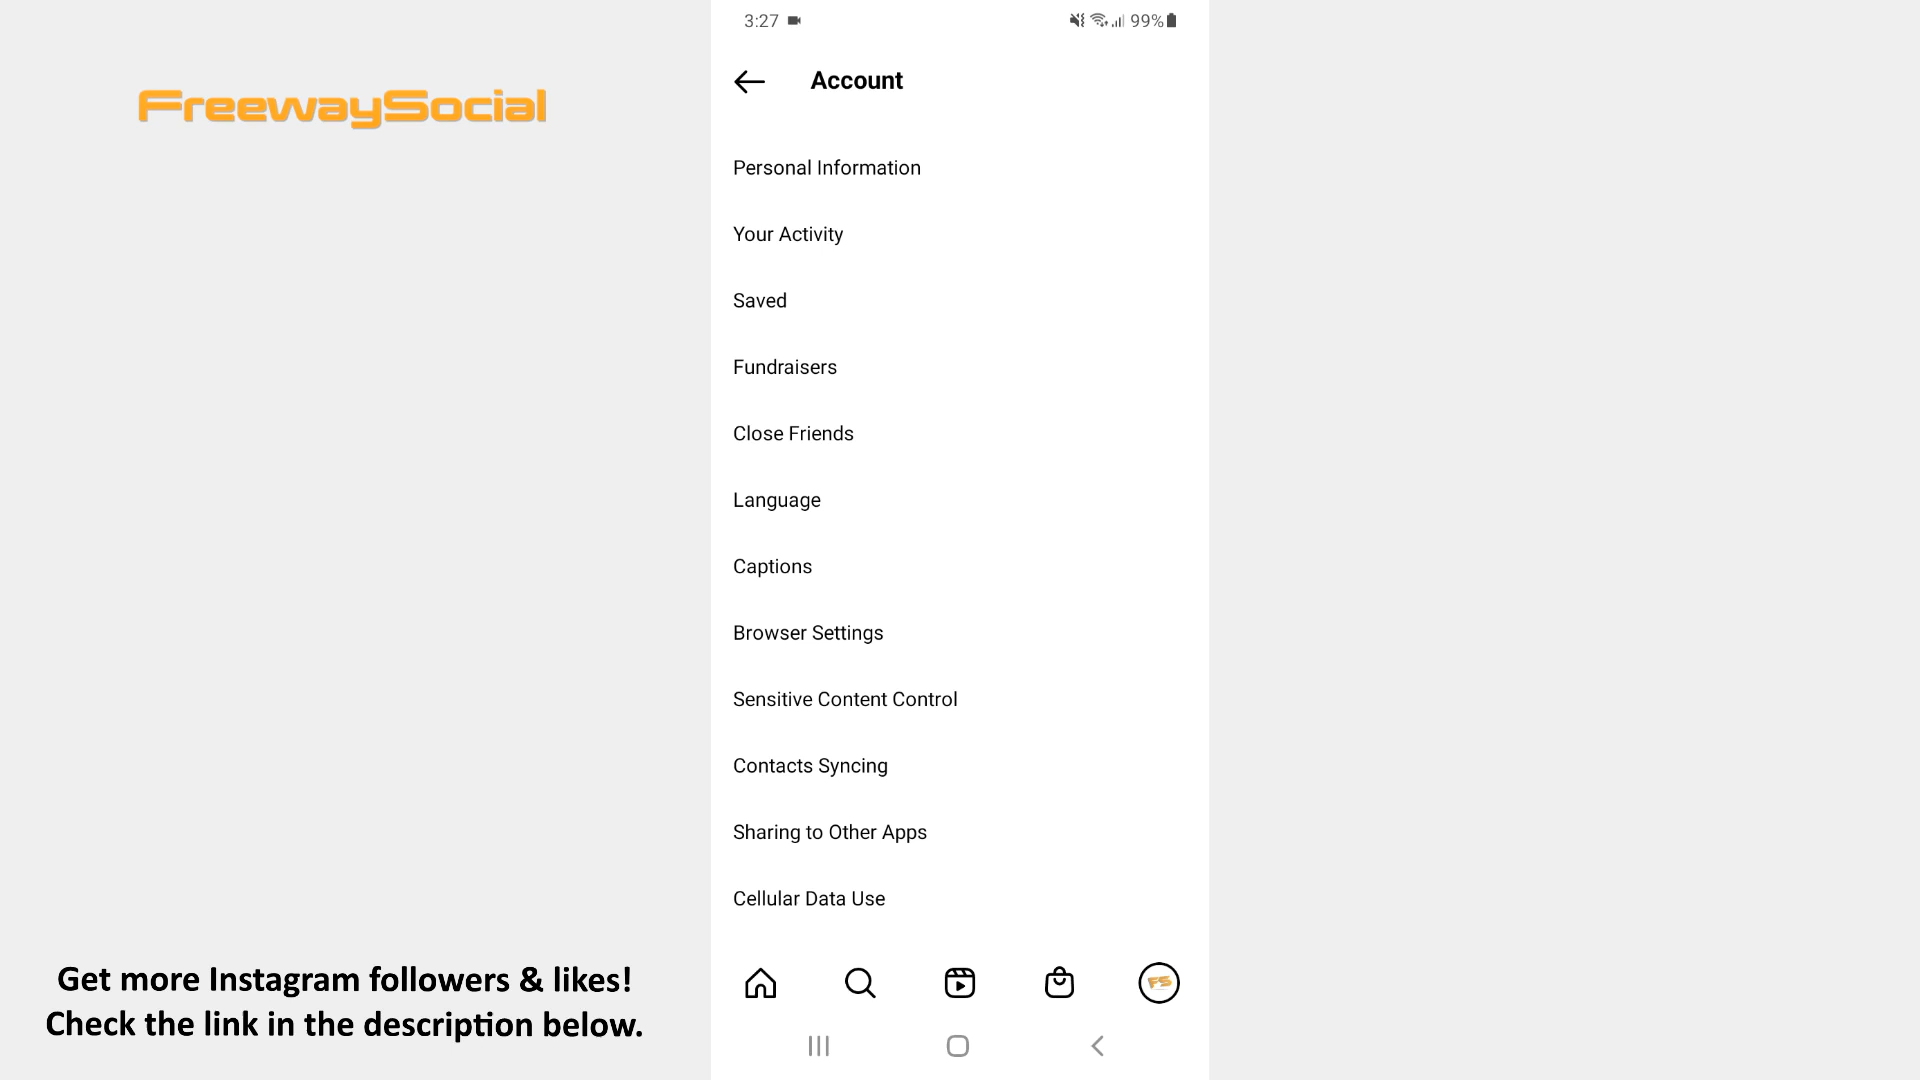 FreewaySocial
3:27
99%
Account
Personal Information
Your Activity
Saved
Fundraisers
Close Friends
Language
Captions
Browser Settings
Sensitive Content Control
Contacts Syncing
Sharing to Other Apps
Cellular Data Use
FS
Get more Instagram followers & likes!
Check the link in the description below.